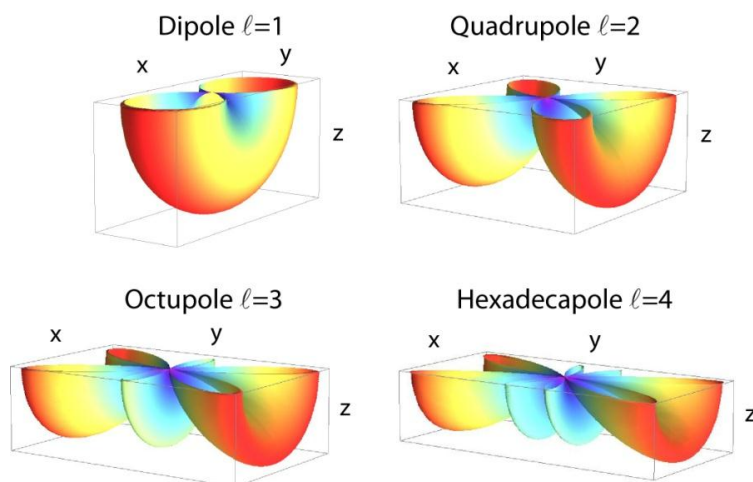 Dipole ℓ=1
x
y
z
Quadrupole ℓ=2
x
y
z
Octupole ℓ=3
x
y
z
Hexadecapole ℓ=4
x
y
z